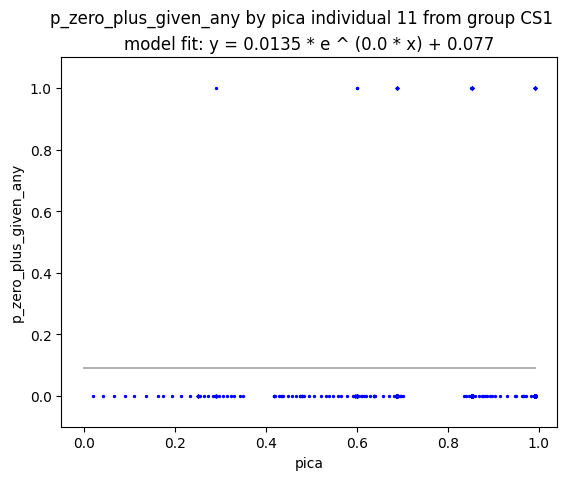 p_zero_plus_given_any by pica individual 11 from group CS1
model fit: y = 0.0135 * e ^ (0.0 * x) + 0.077
1.0
0.8
0.6
0.4
0.2
0.0
p_zero_plus_given_any
0.0 0.2 0.4 0.6 0.8 1.0
pica